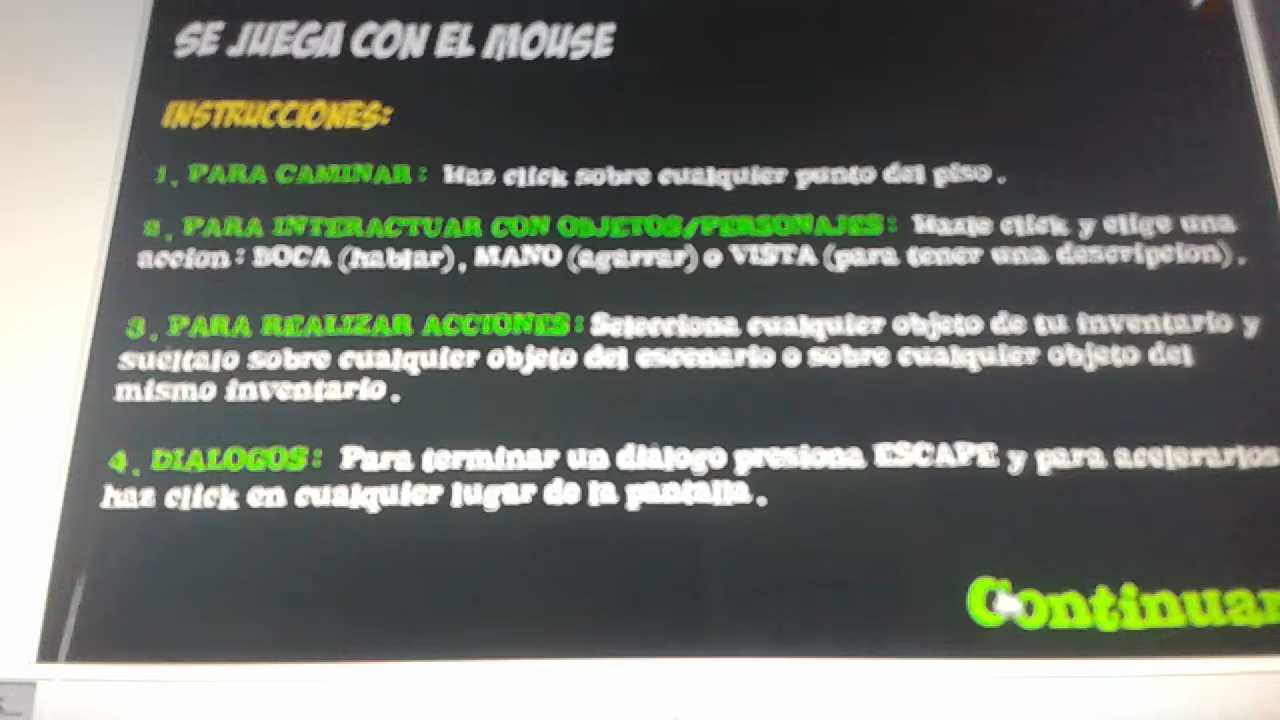 SE JUEGA CON EL MOUSE
INSTRUCCIONES:
1. PARA CAMINAR: Haz click sobre cualquier punto del piso.
2. PARA INTERACTUAR CON OBJETOS/PERSONAJES: Hazle click y elige una
accion: BOCA (hablar), MANO (agarrar) o VISTA (para tener una descripcion).
3. PARA REALIZAR ACCIONES: Selecciona cualquier objeto de tu inventario y
sueltalo sobre cualquier objeto del escenario o sobre cualquier objeto del
mismo inventario.
4. DIALOGOS: Para terminar un diálogo presiona ESCAPE y para acelerarlos
haz click en cualquier lugar de la pantalla.
Continuar